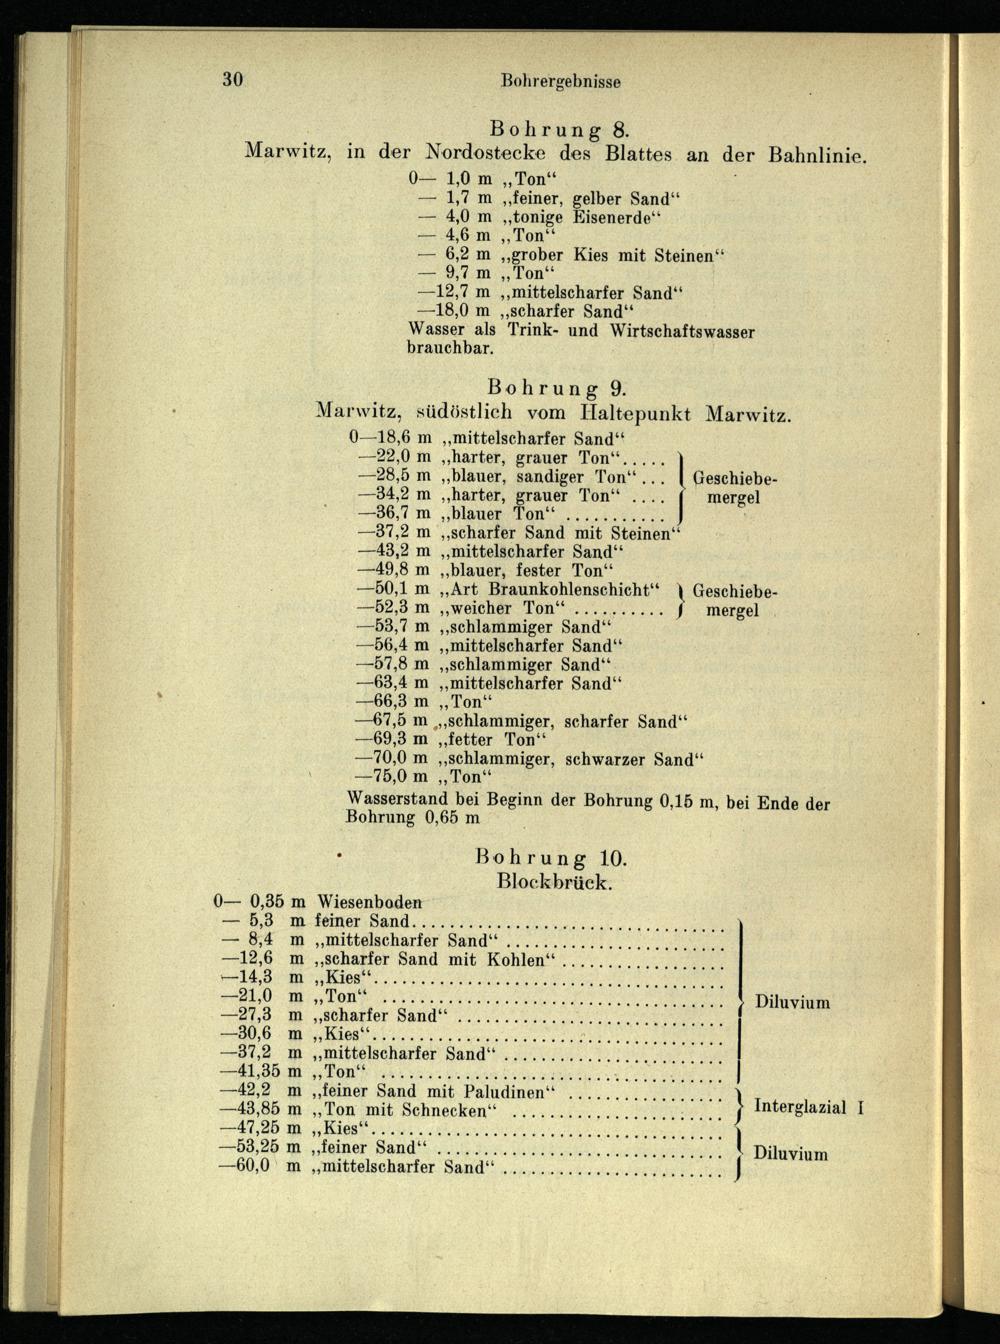 30 Bohrergebnisse
Bohrung 8.
Marwitz, in der Nordostecke des Blattes an der Bahnlinie.
0— 1,0 m „Ton“
— 1,7 m „feiner, gelber Sand“
— 4,0 m „tonige Eisenerde“
— 4,6 m „Ton“
— 6,2 m „grober Kies mit Steinen“
— 9,7 m „Ton“
—12,7 m „mittelscharfer Sand“
—18,0 m „scharfer Sand“
Wasser als Trink- und Wirtschaftswasser
brauchbar.
Bohrung 9.
Marwitz, südöstlich vom Haltepunkt Marwitz.
0—18,6 m „mittelscharfer Sand“
—22,0 m „harter, grauer Ton“.....
—28,5 m „blauer, sandiger Ton“... Geschiebe-
—34,2 m „harter, grauer Ton“ .... mergel
—36,7 m „blauer Ton“ ...........
—37,2 m „scharfer Sand mit Steinen“
—43,2 m „mittelscharfer Sand“
—49,8 m „blauer, fester Ton“
—50,1 m „Art Braunkohlenschicht“ } Geschiebe-
—52,3 m „weicher Ton“ .......... mergel
—53,7 m „schlammiger Sand“
—56,4 m „mittelscharfer Sand“
—57,8 m „schlammiger Sand“
—63,4 m „mittelscharfer Sand“
—66,3 m „Ton“
—67,5 m „schlammiger, scharfer Sand“
—69,3 m „fetter Ton“
—70,0 m „schlammiger, schwarzer Sand“
—75,0 m „Ton“
Wasserstand bei Beginn der Bohrung 0,15 m, bei Ende der
Bohrung 0,65 m
Bohrung 10.
Blockbrück.
0— 0,35 m Wiesenboden
— 5,3 m feiner Sand..................................
— 8,4 m „mittelscharfer Sand“ ........................
—12,6 m „scharfer Sand mit Kohlen“ ..................
—14,3 m „Kies“......................................
—21,0 m „Ton“ ..................................... Diluvium
—27,3 m „scharfer Sand“ .............................
—30,6 m „Kies“......................................
—37,2 m „mittelscharfer Sand“ ........................
—41,35 m „Ton“ .....................................
—42,2 m „feiner Sand mit Paludinen“ .................
—43,85 m „Ton mit Schnecken“ ....................... } Interglazial I
—47,25 m „Kies“......................................
—53,25 m „feiner Sand“ ............................... } Diluvium
—60,0 m „mittelscharfer Sand“ ........................